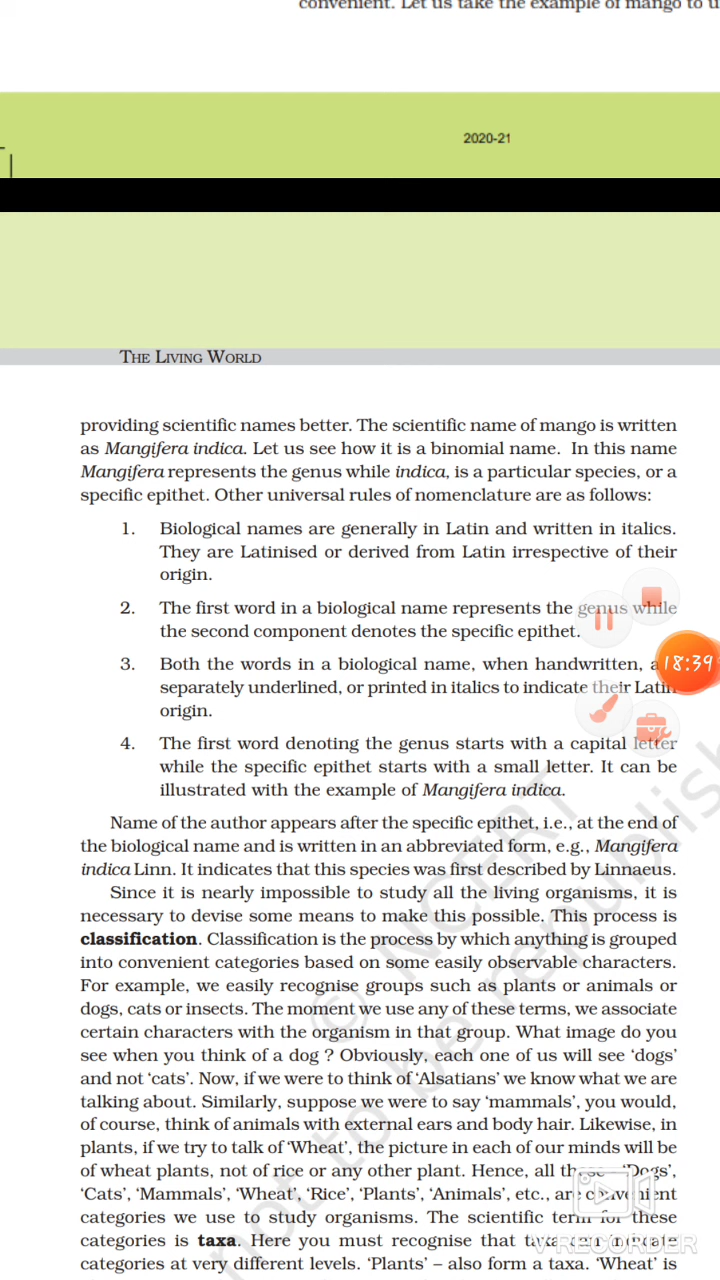 convenient. Let us take the example of mango to u
2020-21
THE LIVING WORLD
providing scientific names better. The scientific name of mango is written
as Mangifera indica. Let us see how it is a binomial name. In this name
Mangifera represents the genus while indica, is a particular species, or a
specific epithet. Other universal rules of nomenclature are as follows:
1. Biological names are generally in Latin and written in italics.
They are Latinised or derived from Latin irrespective of their
origin.
2. The first word in a biological name represents the genus while
the second component denotes the specific epithet.
3. Both the words in a biological name, when handwritten, a
18:39
separately underlined, or printed in italics to indicate their Latin
origin.
4. The first word denoting the genus starts with a capital letter
while the specific epithet starts with a small letter. It can be
illustrated with the example of Mangifera indica.
Name of the author appears after the specific epithet, i.e., at the end of
the biological name and is written in an abbreviated form, e.g., Mangifera
indica Linn. It indicates that this species was first described by Linnaeus.
Since it is nearly impossible to study all the living organisms, it is
necessary to devise some means to make this possible. This process is
classification. Classification is the process by which anything is grouped
into convenient categories based on some easily observable characters.
For example, we easily recognise groups such as plants or animals or
dogs, cats or insects. The moment we use any of these terms, we associate
certain characters with the organism in that group. What image do you
see when you think of a dog ? Obviously, each one of us will see ‘dogs’
and not ‘cats’. Now, if we were to think of ‘Alsatians’ we know what we are
talking about. Similarly, suppose we were to say ‘mammals’, you would,
of course, think of animals with external ears and body hair. Likewise, in
plants, if we try to talk of ‘Wheat’, the picture in each of our minds will be
of wheat plants, not of rice or any other plant. Hence, all these - ‘Dogs’,
‘Cats’, ‘Mammals’, ‘Wheat’, ‘Rice’, ‘Plants’, ‘Animals’, etc., are convenient
categories we use to study organisms. The scientific term for these
categories is taxa. Here you must recognise that taxa can indicate
categories at very different levels. ‘Plants’ – also form a taxa. ‘Wheat’ is
© NCERT
not to be republish
V RECORDER